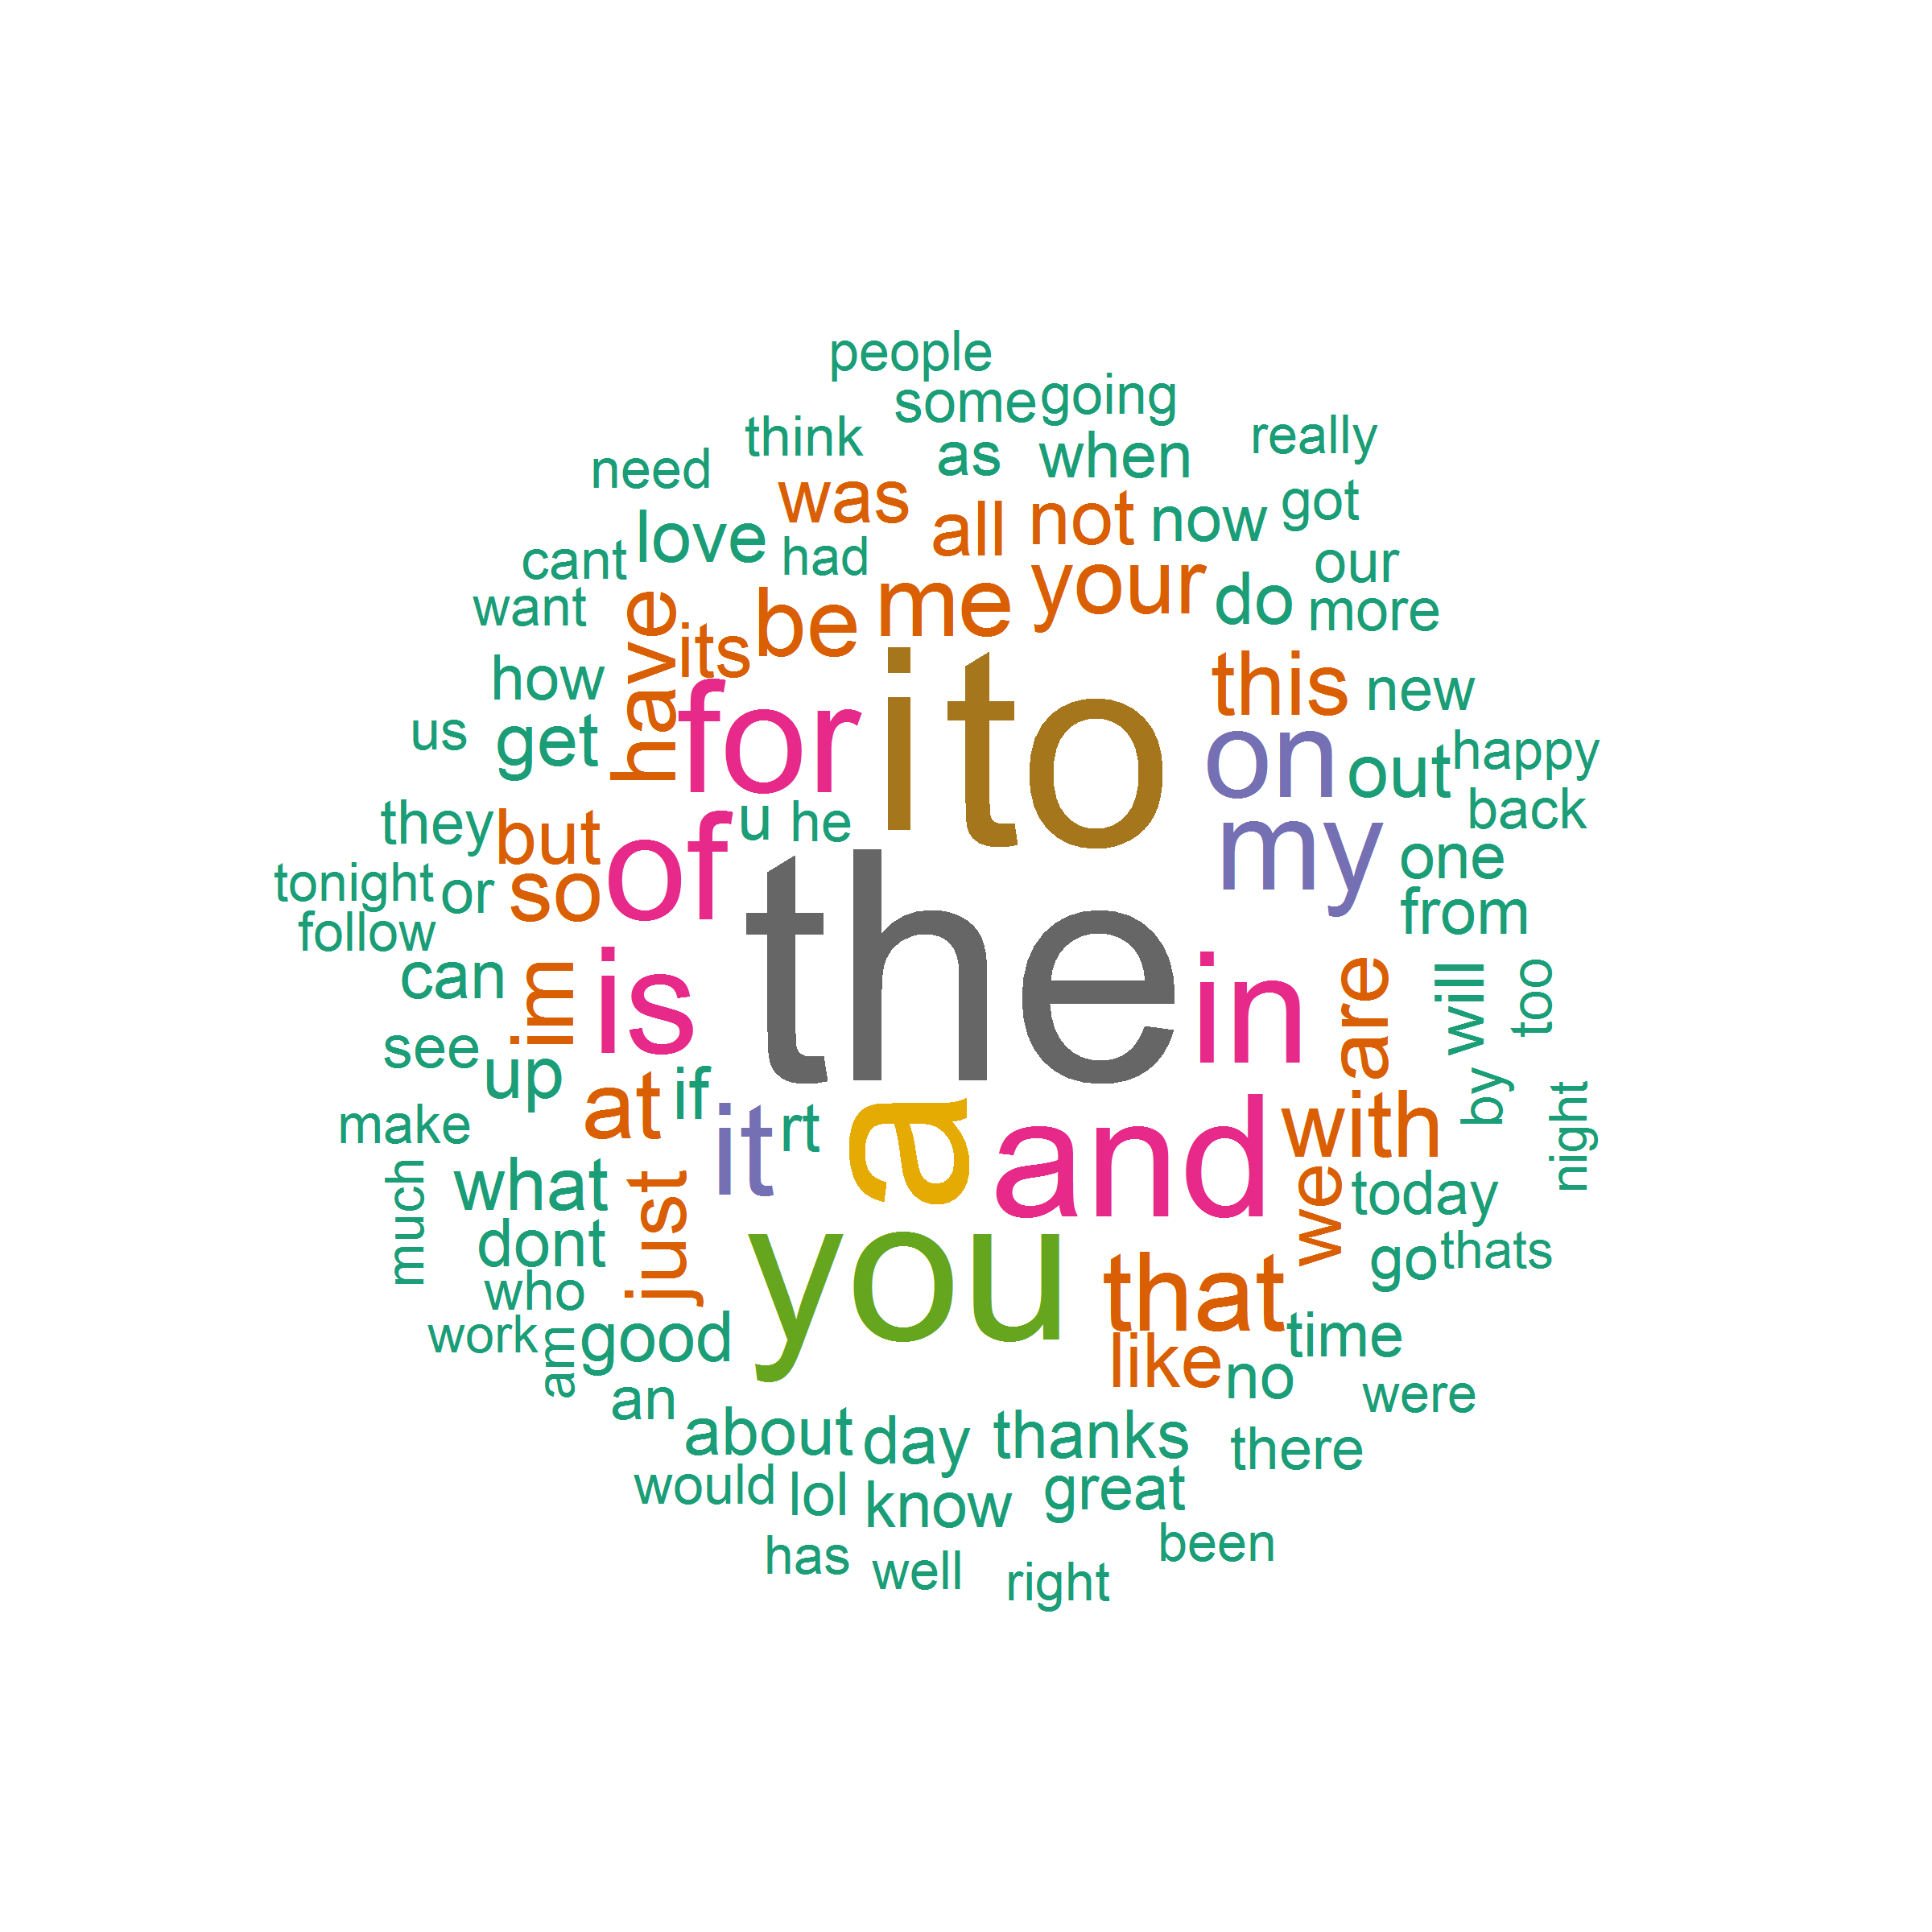 people
some going
think as when really
need was all not now got
love had
cant our
want have its be me your do more
how for i to this new
us get on out happy
they but of u he my back
tonight or so one
follow from
can im is the in are will too
see up
make at if it rt a and with by night
much what just we today
dont you that go thats
who
work am good like no time
an were
about day thanks there
would lol know great
has well right been